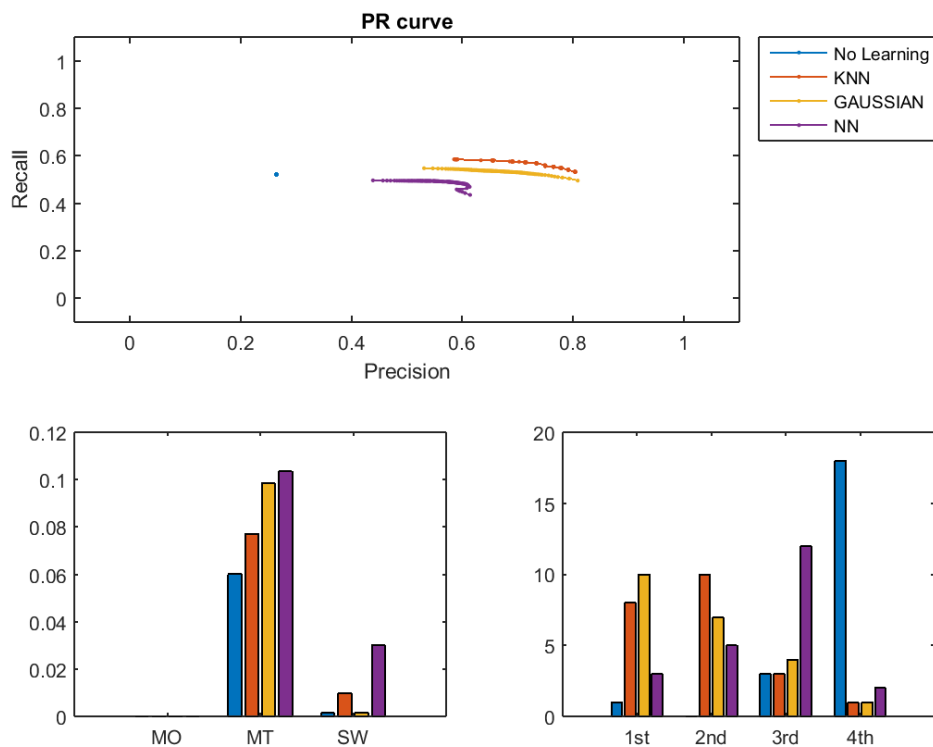 PR curve
1
0.8
0.6
0.4
0.2
0
Recall
0 0.2 0.4 0.6 0.8 1
Precision
No Learning
KNN
GAUSSIAN
NN
0.12
0.1
0.08
0.06
0.04
0.02
0
MO MT SW
20
15
10
5
0
1st 2nd 3rd 4th